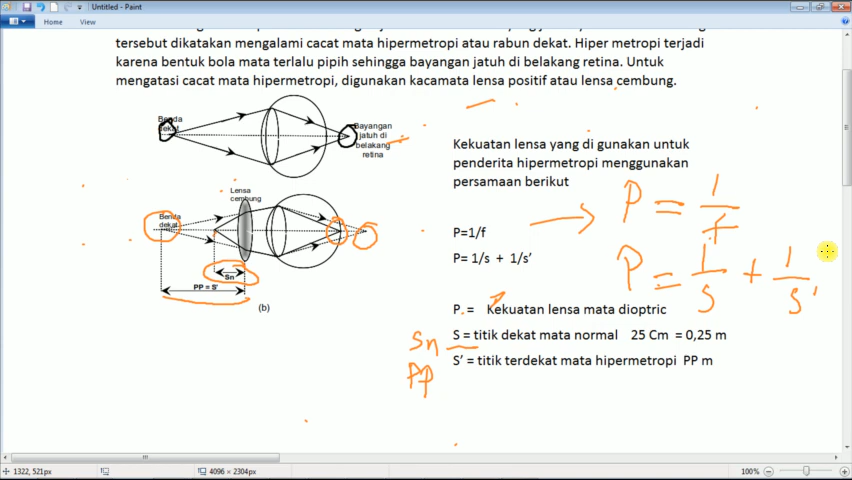 Untitled - Paint
Home View
tersebut dikatakan mengalami cacat mata hipermetropi atau rabun dekat. Hiper metropi terjadi
karena bentuk bola mata terlalu pipih sehingga bayangan jatuh di belakang retina. Untuk
mengatasi cacat mata hipermetropi, digunakan kacamata lensa positif atau lensa cembung.
Benda
dekat
Bayangan
jatuh di
belakang
retina
Lensa
cembung
Benda
dekat
Sn
PP = S'
(b)
Kekuatan lensa yang di gunakan untuk
penderita hipermetropi menggunakan
persamaan berikut
P=1/f
P= 1/s + 1/s'
P = Kekuatan lensa mata dioptric
S = titik dekat mata normal 25 Cm = 0,25 m
S' = titik terdekat mata hipermetropi PP m
P = 1/f
P = 1/s + 1/s'
Sn
PP
1322, 521px
4096 × 2304px
100%